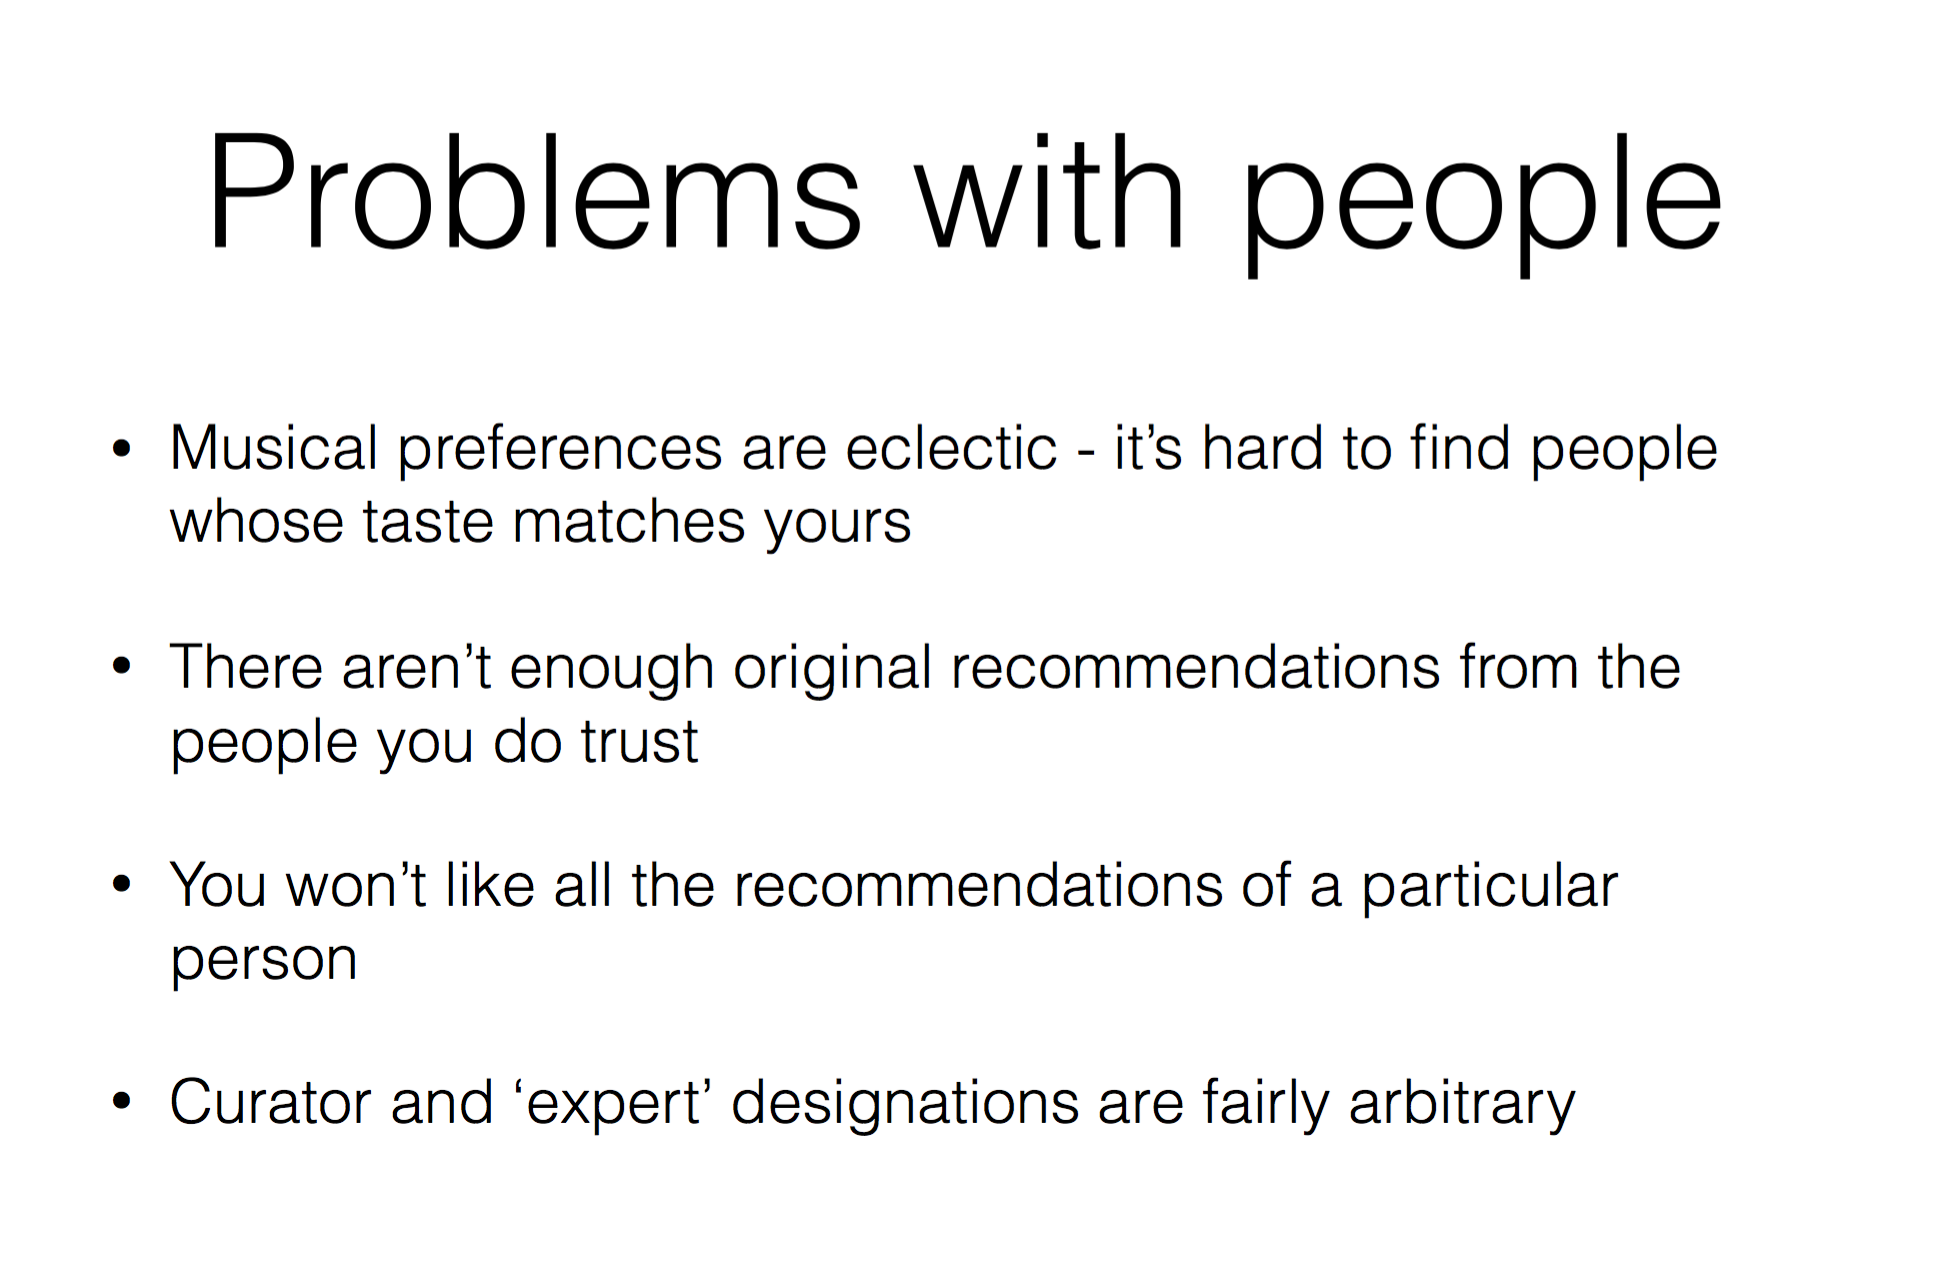 Problems with people
• Musical preferences are eclectic - it’s hard to find people
whose taste matches yours
• There aren’t enough original recommendations from the
people you do trust
• You won’t like all the recommendations of a particular
person
• Curator and ‘expert’ designations are fairly arbitrary